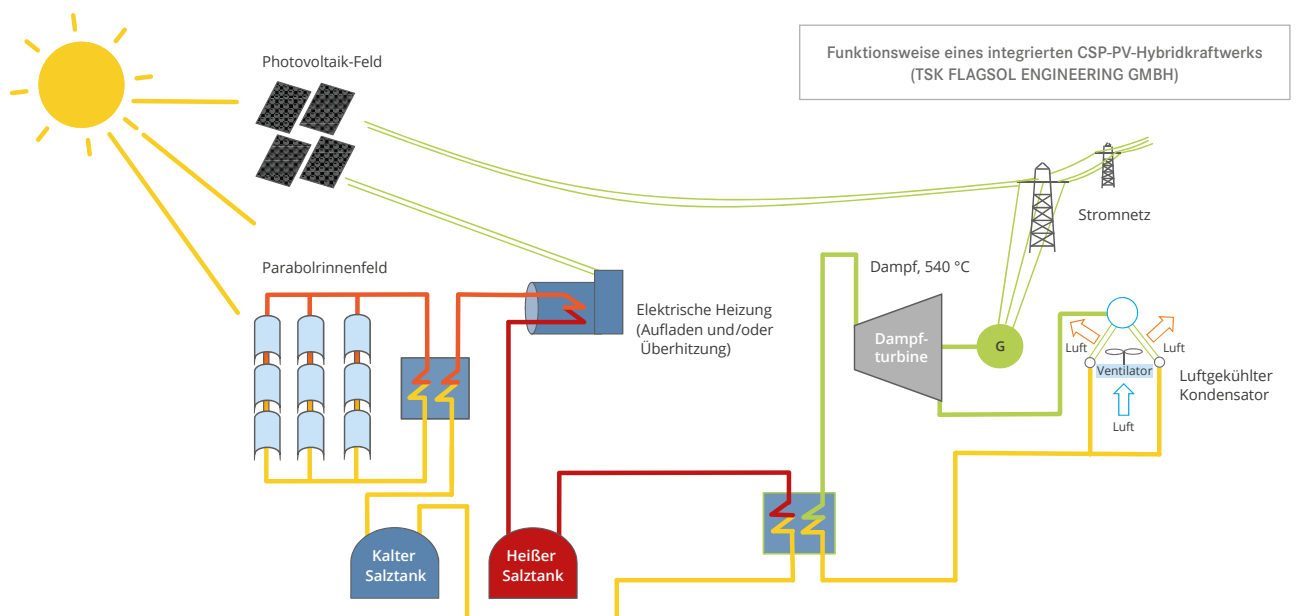 Funktionsweise eines integrierten CSP-PV-Hybridkraftwerks
(TSK FLAGSOL ENGINEERING GMBH)
Photovoltaik-Feld
Stromnetz
Parabolrinnenfeld
Dampf, 540 °C
Elektrische Heizung
(Aufladen und/oder
Überhitzung)
Dampf-
turbine
G
Luft
Luft
Ventilator
Luft
Luftgekühlter
Kondensator
Kalter
Salztank
Heißer
Salztank